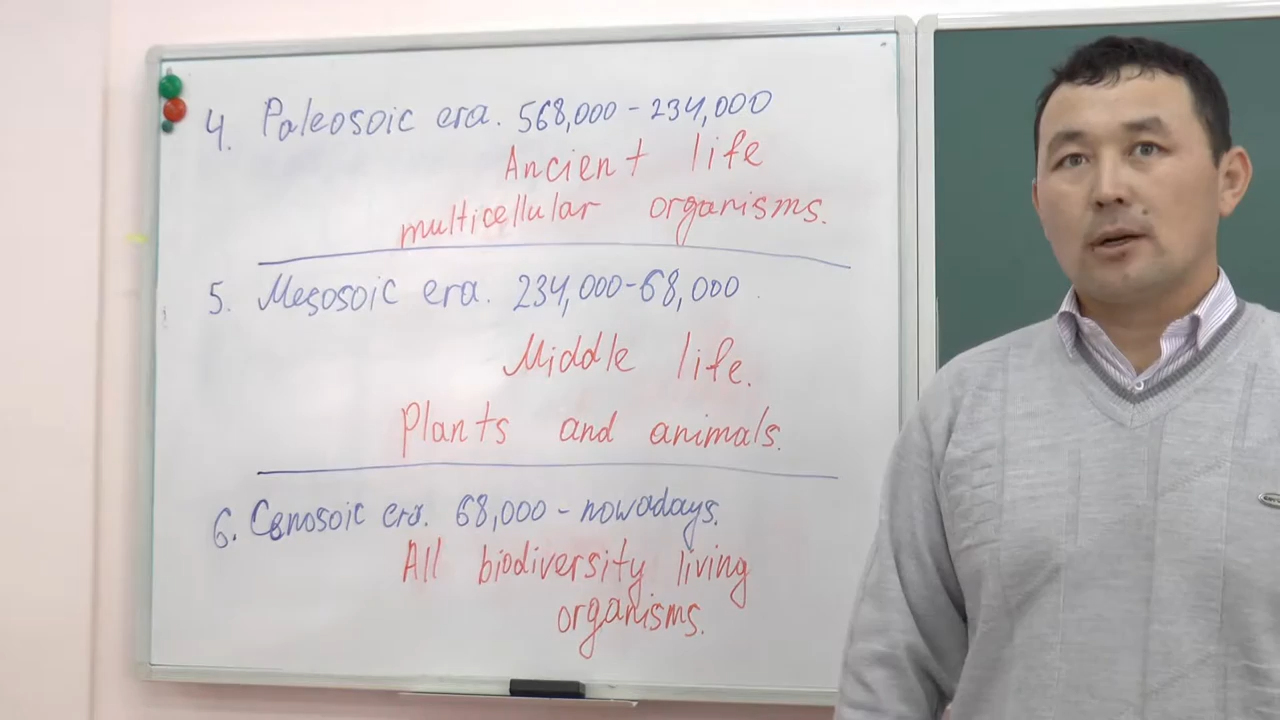 4. Paleosoic era. 568,000 - 234,000
Ancient life
multicellular organisms.
5. Mesosoic era. 234,000-68,000
Middle life.
Plants and animals.
6. Cenosoic era. 68,000 - nowadays.
All biodiversity living
organisms.